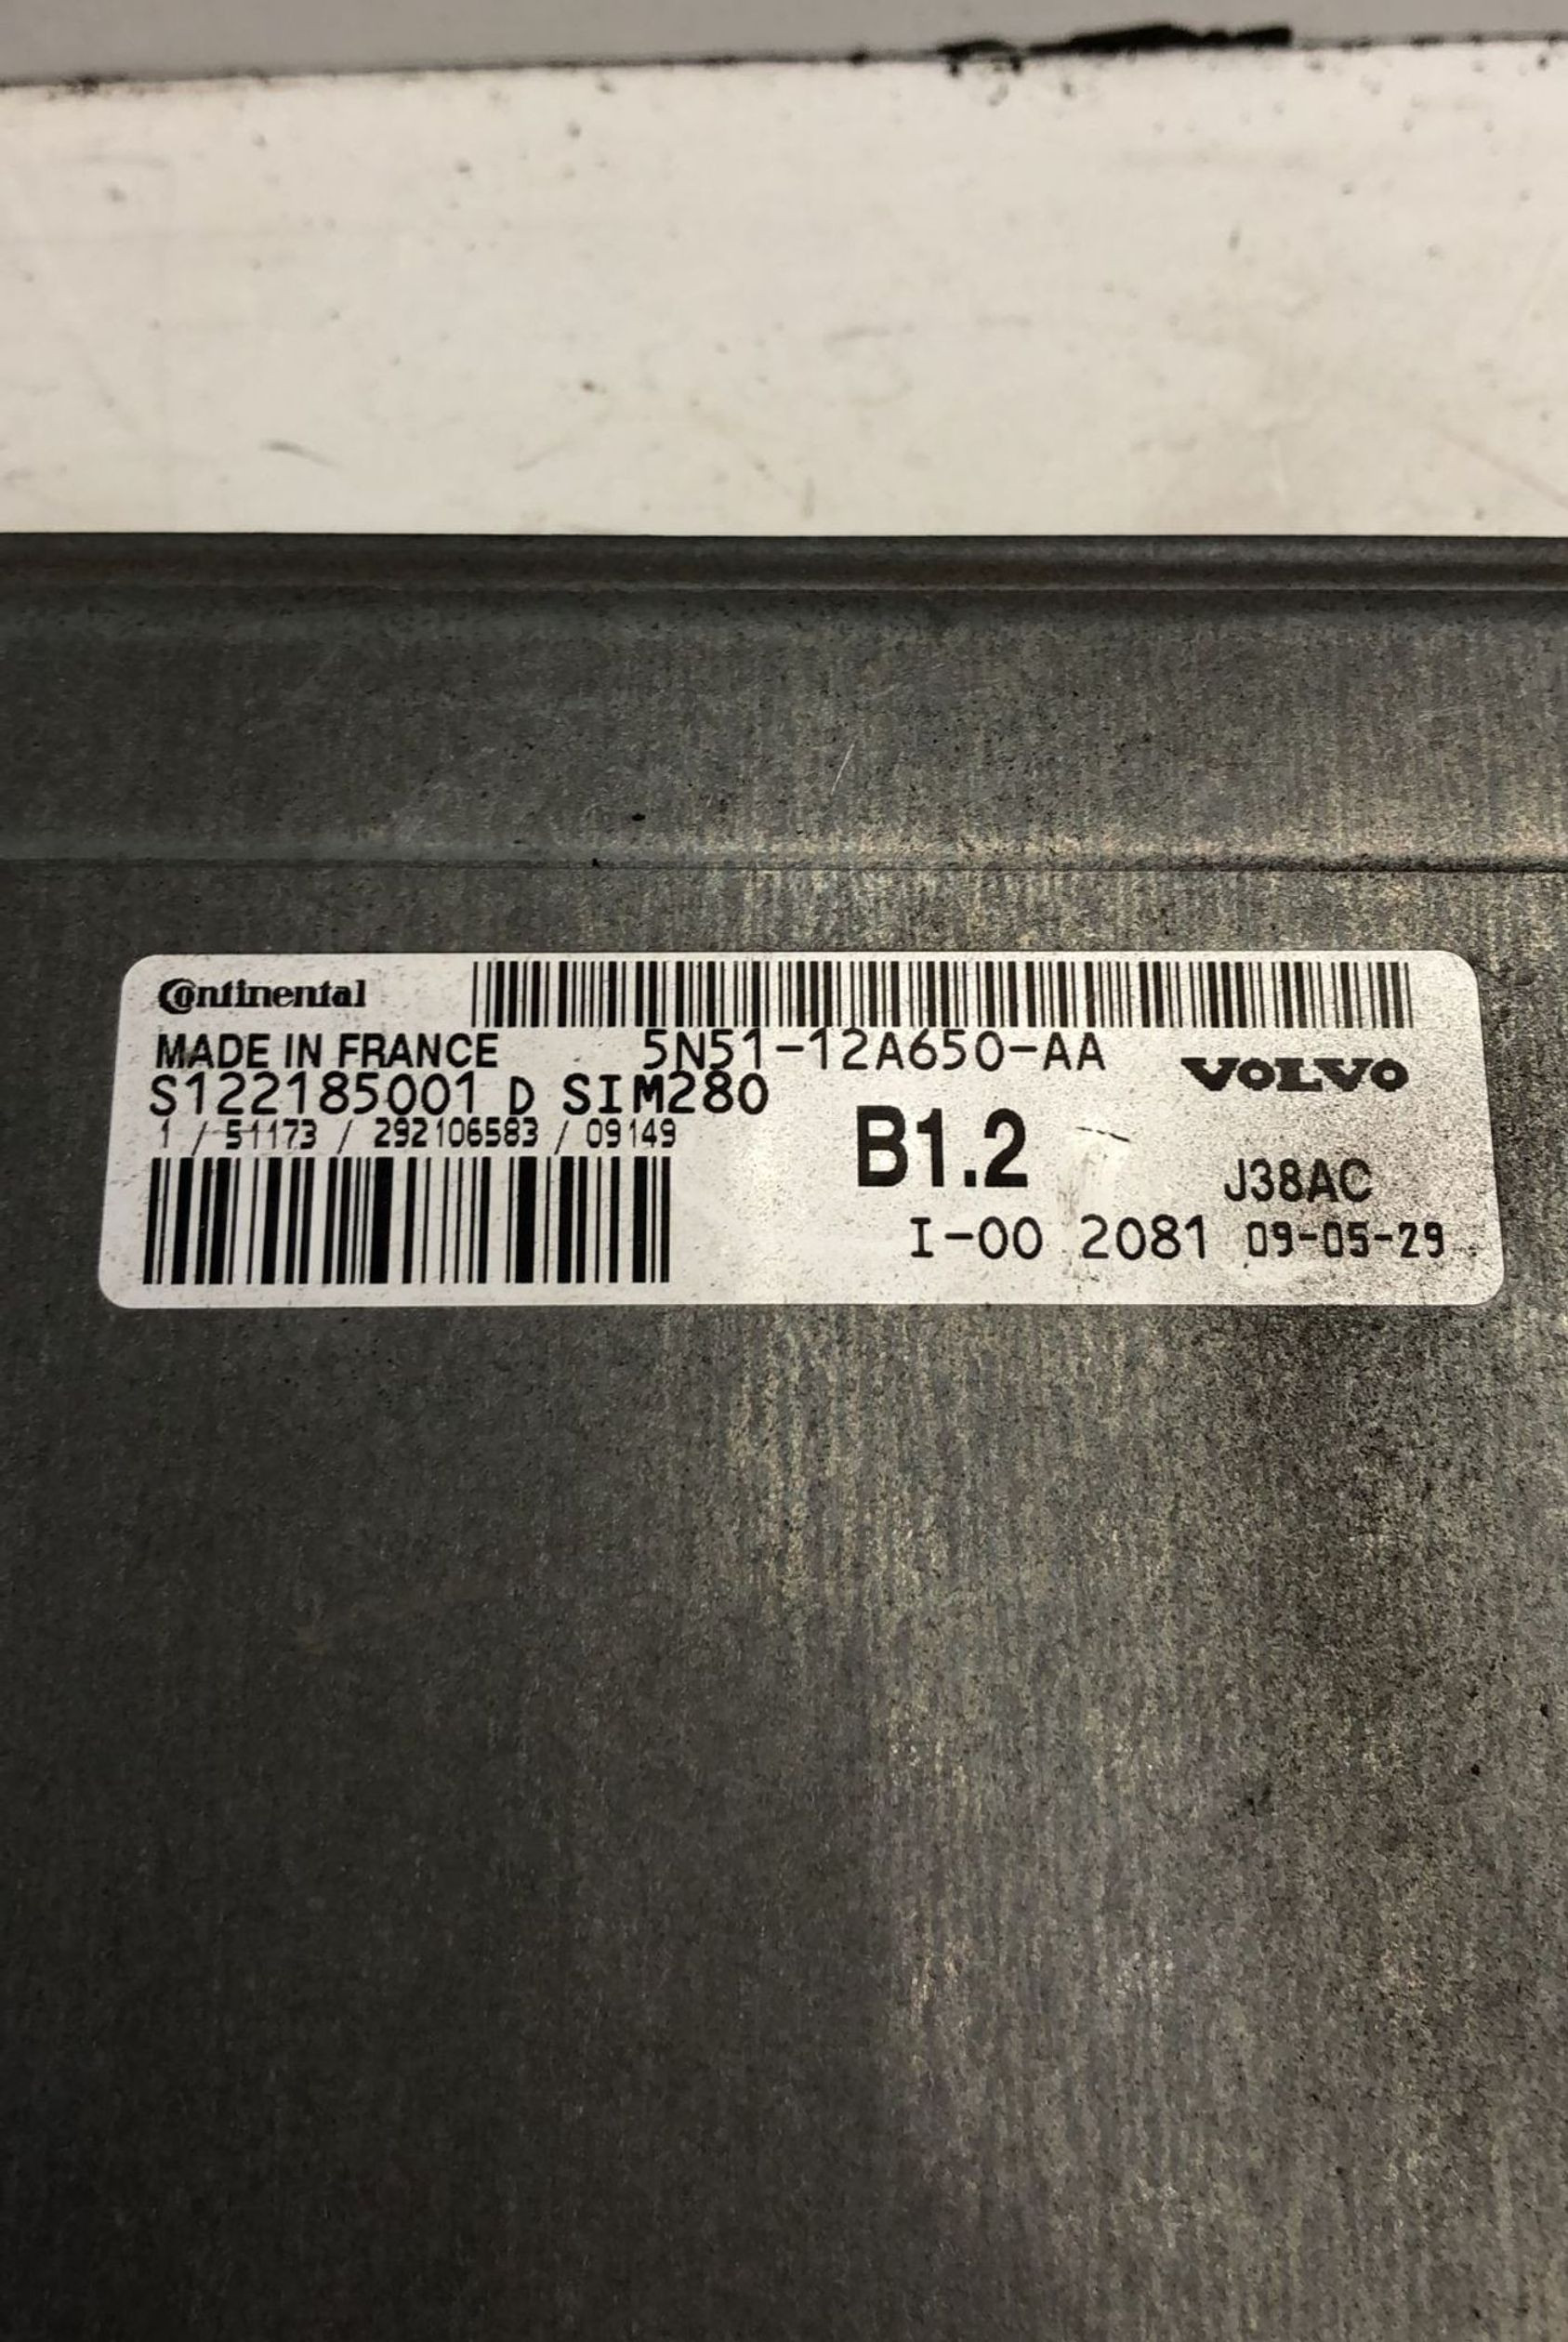 Continental
MADE IN FRANCE 5N51-12A650-AA VOLVO
S122185001 D SIM280
1 / 51173 / 292106583 / 09149
B1.2 J38AC
I-00 2081 09-05-29